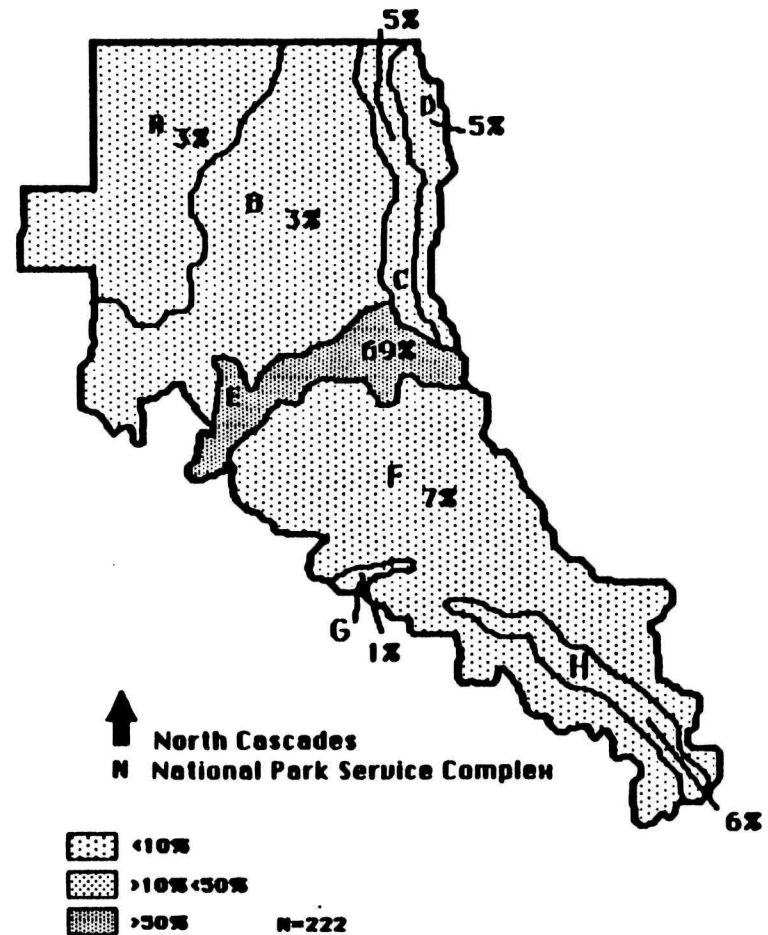 5%
D
5%
A
3%
B
3%
C
69%
E
F
7%
G
1%
H
6%
North Cascades
N National Park Service Complex
<10%
>10%<50%
>50% N=222